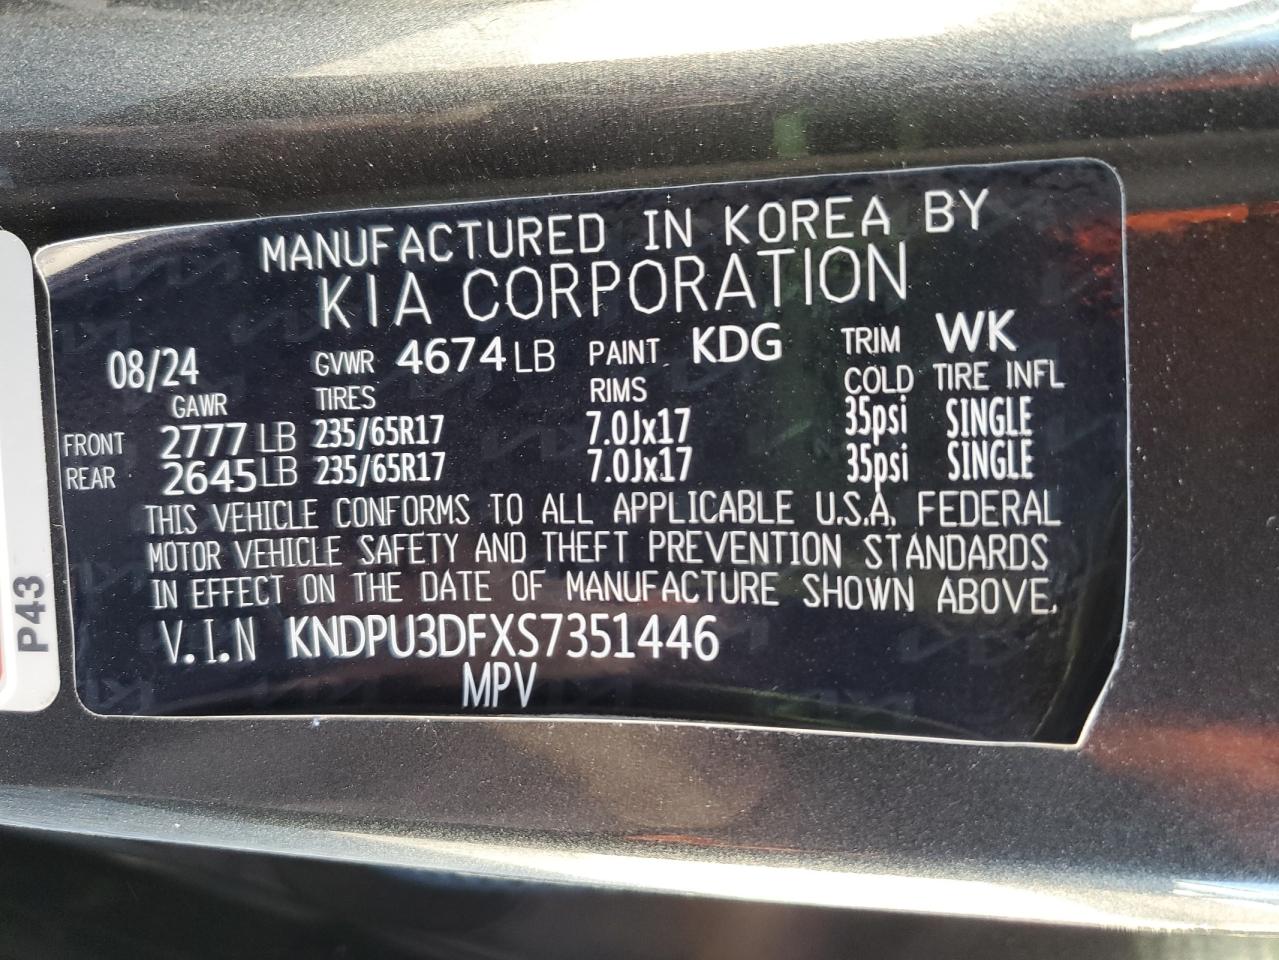 MANUFACTURED IN KOREA BY
KIA CORPORATION
08/24 GVWR 4674 LB PAINT KDG TRIM WK
GAWR TIRES RIMS COLD TIRE INFL
FRONT 2777 LB 235/65R17 7.0Jx17 35psi SINGLE
REAR 2645 LB 235/65R17 7.0Jx17 35psi SINGLE
THIS VEHICLE CONFORMS TO ALL APPLICABLE U.S.A. FEDERAL
MOTOR VEHICLE SAFETY AND THEFT PREVENTION STANDARDS
IN EFFECT ON THE DATE OF MANUFACTURE SHOWN ABOVE.
V.I.N KNDPU3DFXS7351446
MPV
P43